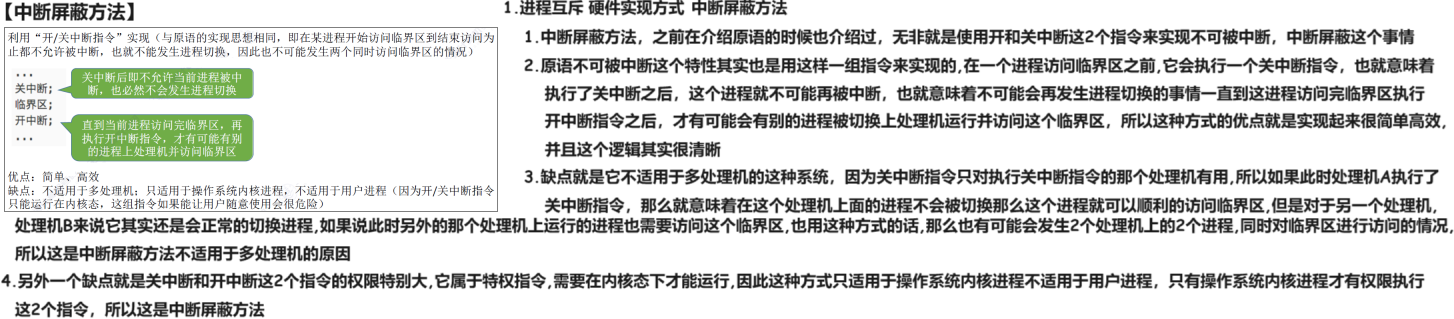 【中断屏蔽方法】
利用“开/关中断指令”实现（与原语的实现思想相同，即在某进程开始访问临界区到结束访问为
止都不允许被中断，也就不能发生进程切换，因此也不可能发生两个同时访问临界区的情况）
...
关中断;
临界区;
开中断;
...
关中断后即不允许当前进程被中
断，也必然不会发生进程切换
直到当前进程访问完临界区，再
执行开中断指令，才有可能有别
的进程上处理机并访问临界区
优点：简单、高效
缺点：不适用于多处理机；只适用于操作系统内核进程，不适用于用户进程（因为开/关中断指令
只能运行在内核态，这组指令如果能让用户随意使用会很危险）
1.进程互斥 硬件实现方式 中断屏蔽方法
1.中断屏蔽方法，之前在介绍原语的时候也介绍过，无非就是使用开和关中断这2个指令来实现不可被中断，中断屏蔽这个事情
2.原语不可被中断这个特性其实也是用这样一组指令来实现的,在一个进程访问临界区之前,它会执行一个关中断指令，也就意味着
执行了关中断之后，这个进程就不可能再被中断，也就意味着不可能会再发生进程切换的事情一直到这进程访问完临界区执行
开中断指令之后，才有可能会有别的进程被切换上处理机运行并访问这个临界区，所以这种方式的优点就是实现起来很简单高效，
并且这个逻辑其实很清晰
3.缺点就是它不适用于多处理机的这种系统，因为关中断指令只对执行关中断指令的那个处理机有用,所以如果此时处理机A执行了
关中断指令，那么就意味着在这个处理机上面的进程不会被切换那么这个进程就可以顺利的访问临界区,但是对于另一个处理机，
处理机B来说它其实还是会正常的切换进程,如果说此时另外的那个处理机上运行的进程也需要访问这个临界区,也用这种方式的话,那么也有可能会发生2个处理机上的2个进程,同时对临界区进行访问的情况,
所以这是中断屏蔽方法不适用于多处理机的原因
4.另外一个缺点就是关中断和开中断这2个指令的权限特别大,它属于特权指令,需要在内核态下才能运行,因此这种方式只适用于操作系统内核进程不适用于用户进程，只有操作系统内核进程才有权限执行
这2个指令，所以这是中断屏蔽方法